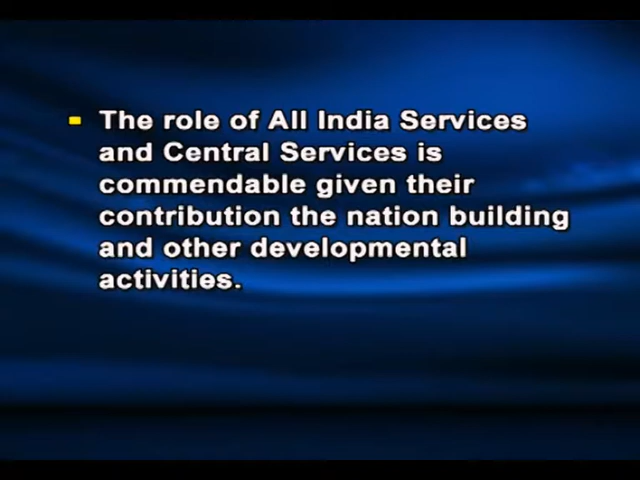 The role of All India Services
and Central Services is
commendable given their
contribution the nation building
and other developmental
activities.